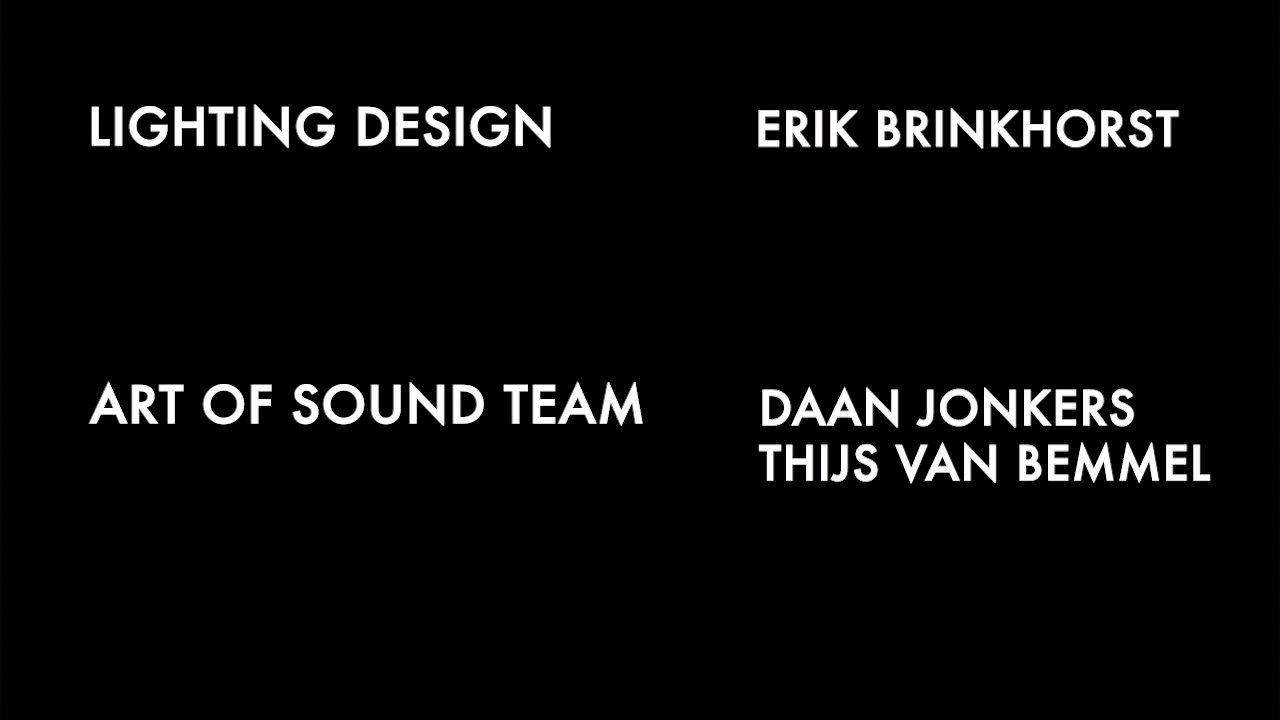 LIGHTING DESIGN
ERIK BRINKHORST
ART OF SOUND TEAM
DAAN JONKERS
THIJS VAN BEMMEL